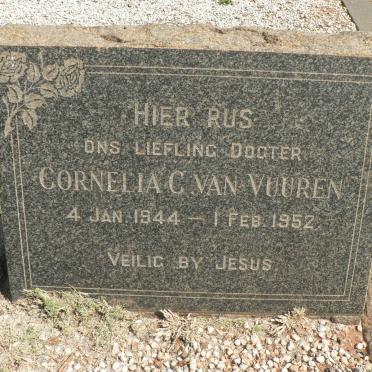 HIER RUS
ONS LIEFLING DOGTER
CORNELIA C. VAN VUUREN
4 JAN. 1944 — 1 FEB. 1952.
VEILIG BY JESUS